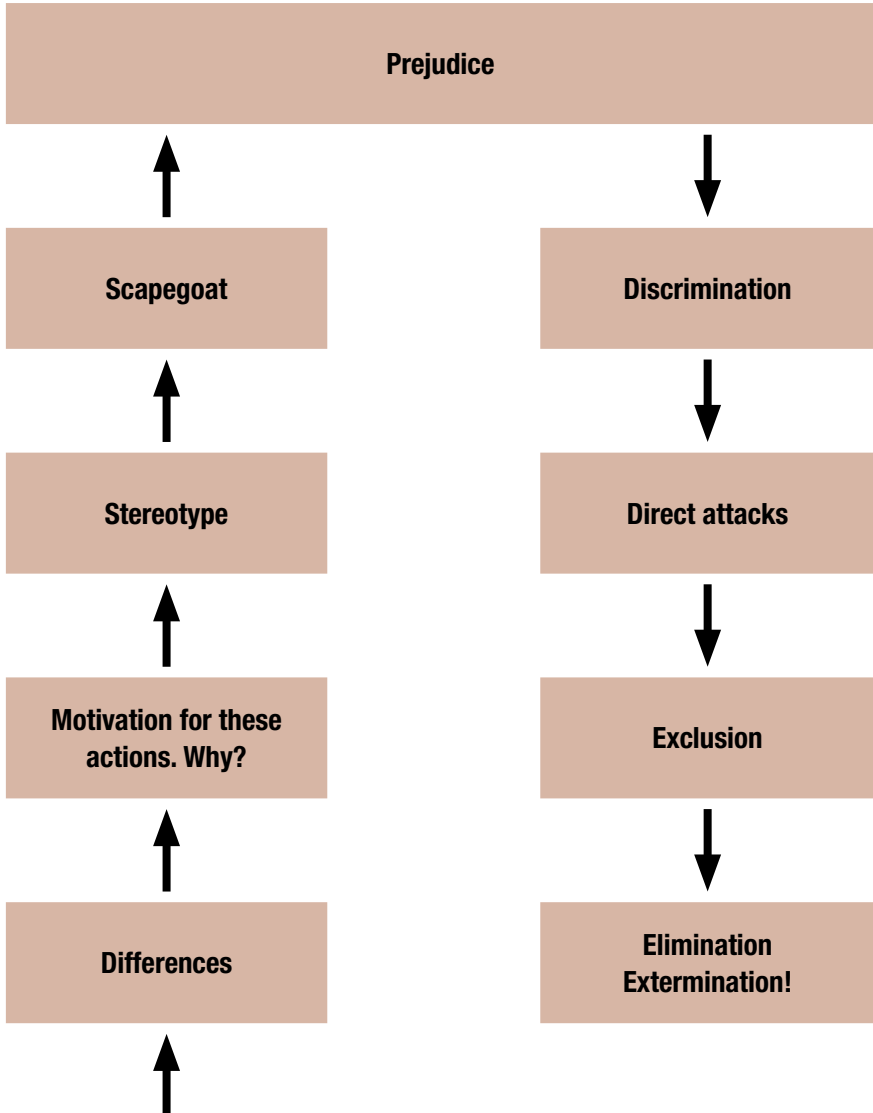 Prejudice
Scapegoat
Discrimination
Stereotype
Direct attacks
Motivation for these
actions. Why?
Exclusion
Differences
Elimination
Extermination!